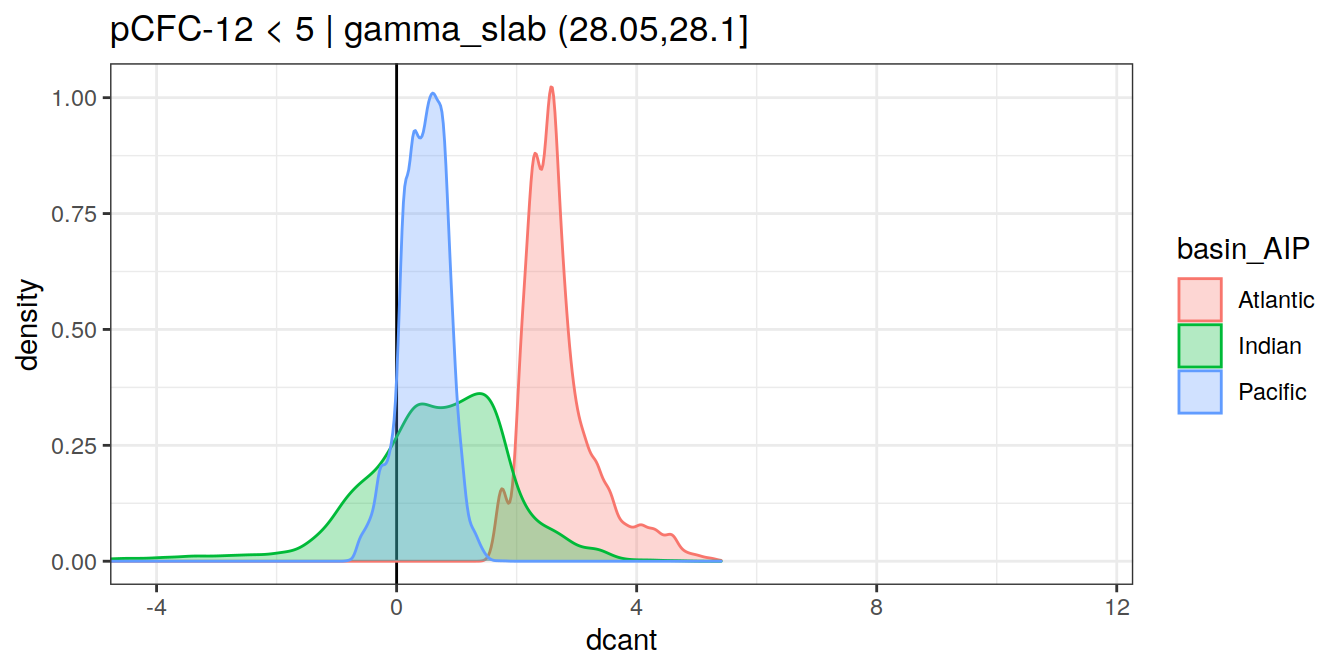 pCFC-12 < 5 | gamma_slab (28.05,28.1]
1.00
0.75
0.50
0.25
0.00
density
-4
0
4
8
12
dcant
basin_AIP
Atlantic
Indian
Pacific